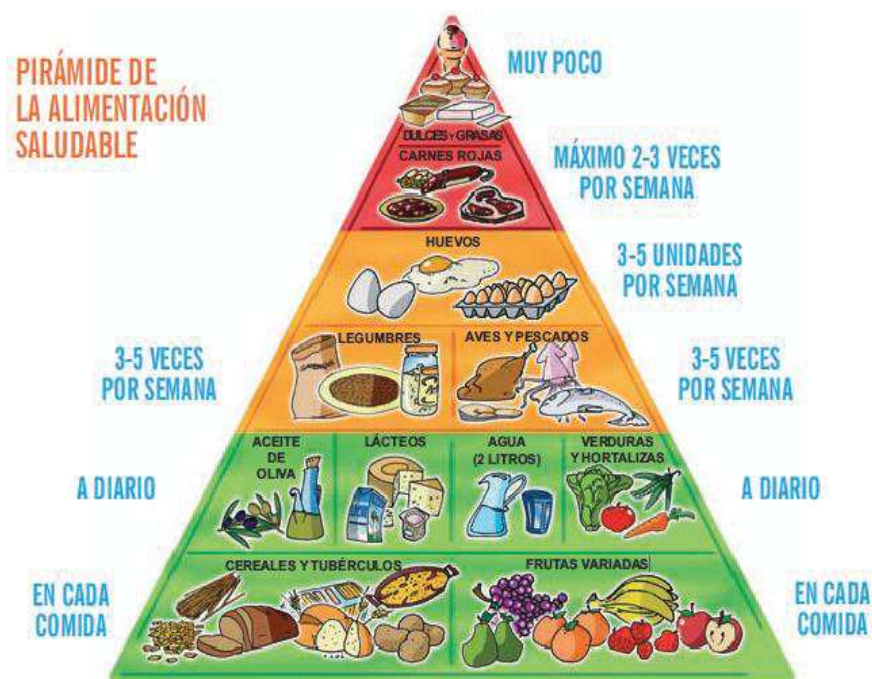 PIRÁMIDE DE
LA ALIMENTACIÓN
SALUDABLE
MUY POCO
DULCES Y GRASAS
CARNES ROJAS
MÁXIMO 2-3 VECES
POR SEMANA
HUEVOS
3-5 UNIDADES
POR SEMANA
3-5 VECES
POR SEMANA
LEGUMBRES
AVES Y PESCADOS
3-5 VECES
POR SEMANA
A DIARIO
ACEITE
DE
OLIVA
LÁCTEOS
AGUA
(2 LITROS)
VERDURAS
Y HORTALIZAS
A DIARIO
EN CADA
COMIDA
CEREALES Y TUBÉRCULOS
FRUTAS VARIADAS
EN CADA
COMIDA